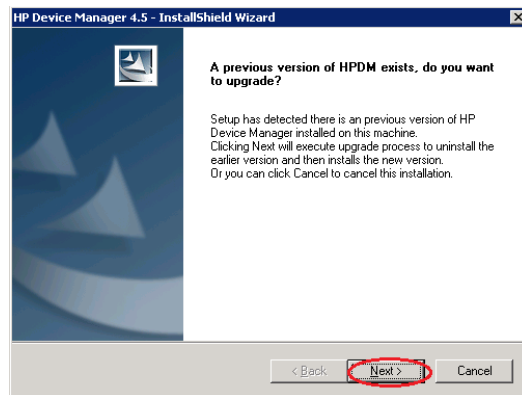 HP Device Manager 4.5 - InstallShield Wizard
A previous version of HPDM exists, do you want
to upgrade?
Setup has detected there is an previous version of HP
Device Manager installed on this machine.
Clicking Next will execute upgrade process to uninstall the
earlier version and then installs the new version.
Or you can click Cancel to cancel this installation.
< Back
Next >
Cancel